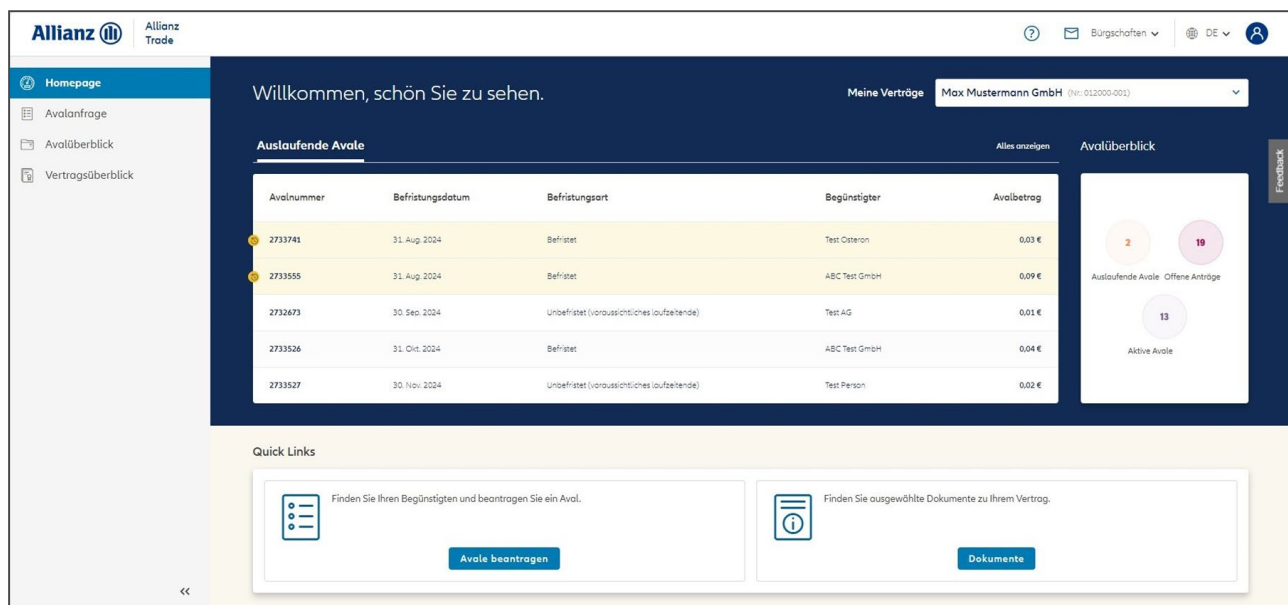 Allianz
Allianz
Trade
Bürgschaften
DE
Homepage
Avalanfrage
Avalüberblick
Vertragsüberblick
Willkommen, schön Sie zu sehen.
Meine Verträge
Max Mustermann GmbH (Nr.: 012000-001)
Auslaufende Avale
Alles anzeigen
Avalüberblick
Feedback
Avalnummer Befristungsdatum Befristungsart Begünstigter Avalbetrag
2733741 31. Aug. 2024 Befristet Test Osteron 0,03 €
2733555 31. Aug. 2024 Befristet ABC Test GmbH 0,09 €
2732673 30. Sep. 2024 Unbefristet (voraussichtliches laufzeitende) Test AG 0,01 €
2733526 31. Okt. 2024 Befristet ABC Test GmbH 0,04 €
2733527 30. Nov. 2024 Unbefristet (voraussichtliches laufzeitende) Test Person 0,02 €
2 19
Auslaufende Avale Offene Anträge
13
Aktive Avale
Quick Links
Finden Sie Ihren Begünstigten und beantragen Sie ein Aval.
Avale beantragen
Finden Sie ausgewählte Dokumente zu Ihrem Vertrag.
Dokumente